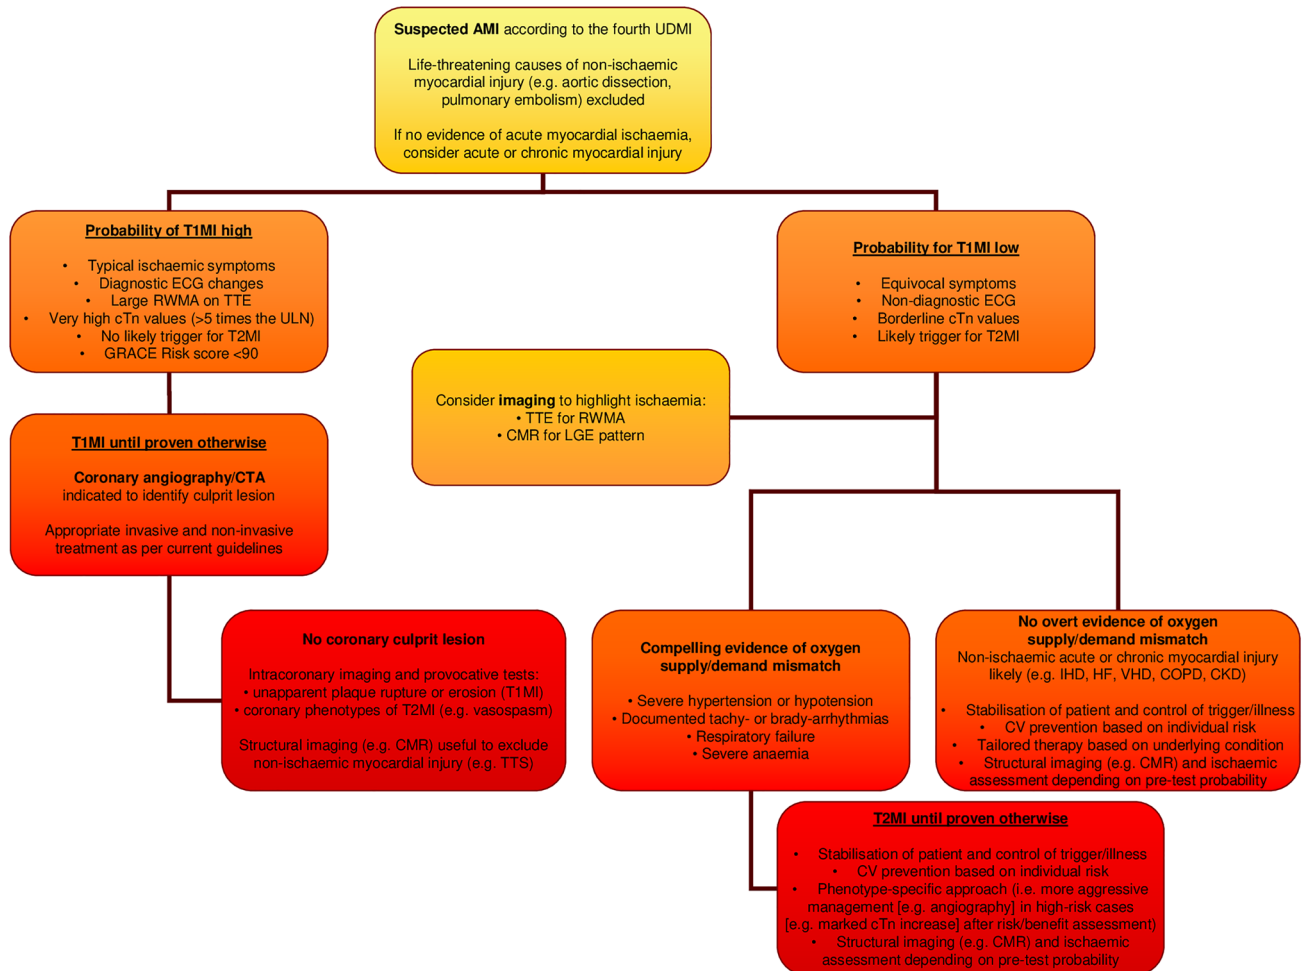 Suspected AMI according to the fourth UDMI
Life-threatening causes of non-ischaemic
myocardial injury (e.g. aortic dissection,
pulmonary embolism) excluded
If no evidence of acute myocardial ischaemia,
consider acute or chronic myocardial injury
Probability of T1MI high
• Typical ischaemic symptoms
• Diagnostic ECG changes
• Large RWMA on TTE
• Very high cTn values (>5 times the ULN)
• No likely trigger for T2MI
• GRACE Risk score <90
Probability for T1MI low
• Equivocal symptoms
• Non-diagnostic ECG
• Borderline cTn values
• Likely trigger for T2MI
Consider imaging to highlight ischaemia:
• TTE for RWMA
• CMR for LGE pattern
T1MI until proven otherwise
Coronary angiography/CTA
indicated to identify culprit lesion
Appropriate invasive and non-invasive
treatment as per current guidelines
No coronary culprit lesion
Intracoronary imaging and provocative tests:
• unapparent plaque rupture or erosion (T1MI)
• coronary phenotypes of T2MI (e.g. vasospasm)
Structural imaging (e.g. CMR) useful to exclude
non-ischaemic myocardial injury (e.g. TTS)
Compelling evidence of oxygen
supply/demand mismatch
• Severe hypertension or hypotension
• Documented tachy- or brady-arrhythmias
• Respiratory failure
• Severe anaemia
No overt evidence of oxygen
supply/demand mismatch
Non-ischaemic acute or chronic myocardial injury
likely (e.g. IHD, HF, VHD, COPD, CKD)
• Stabilisation of patient and control of trigger/illness
• CV prevention based on individual risk
• Tailored therapy based on underlying condition
• Structural imaging (e.g. CMR) and ischaemic
assessment depending on pre-test probability
T2MI until proven otherwise
• Stabilisation of patient and control of trigger/illness
• CV prevention based on individual risk
• Phenotype-specific approach (i.e. more aggressive
management [e.g. angiography] in high-risk cases
[e.g. marked cTn increase] after risk/benefit assessment)
• Structural imaging (e.g. CMR) and ischaemic
assessment depending on pre-test probability